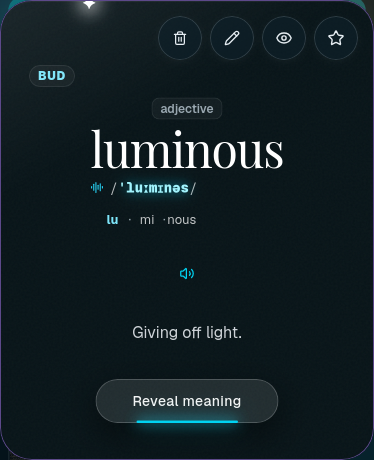 BUD
adjective
luminous
/ˈluːmɪnəs/
lu · mi ·nous
Giving off light.
Reveal meaning